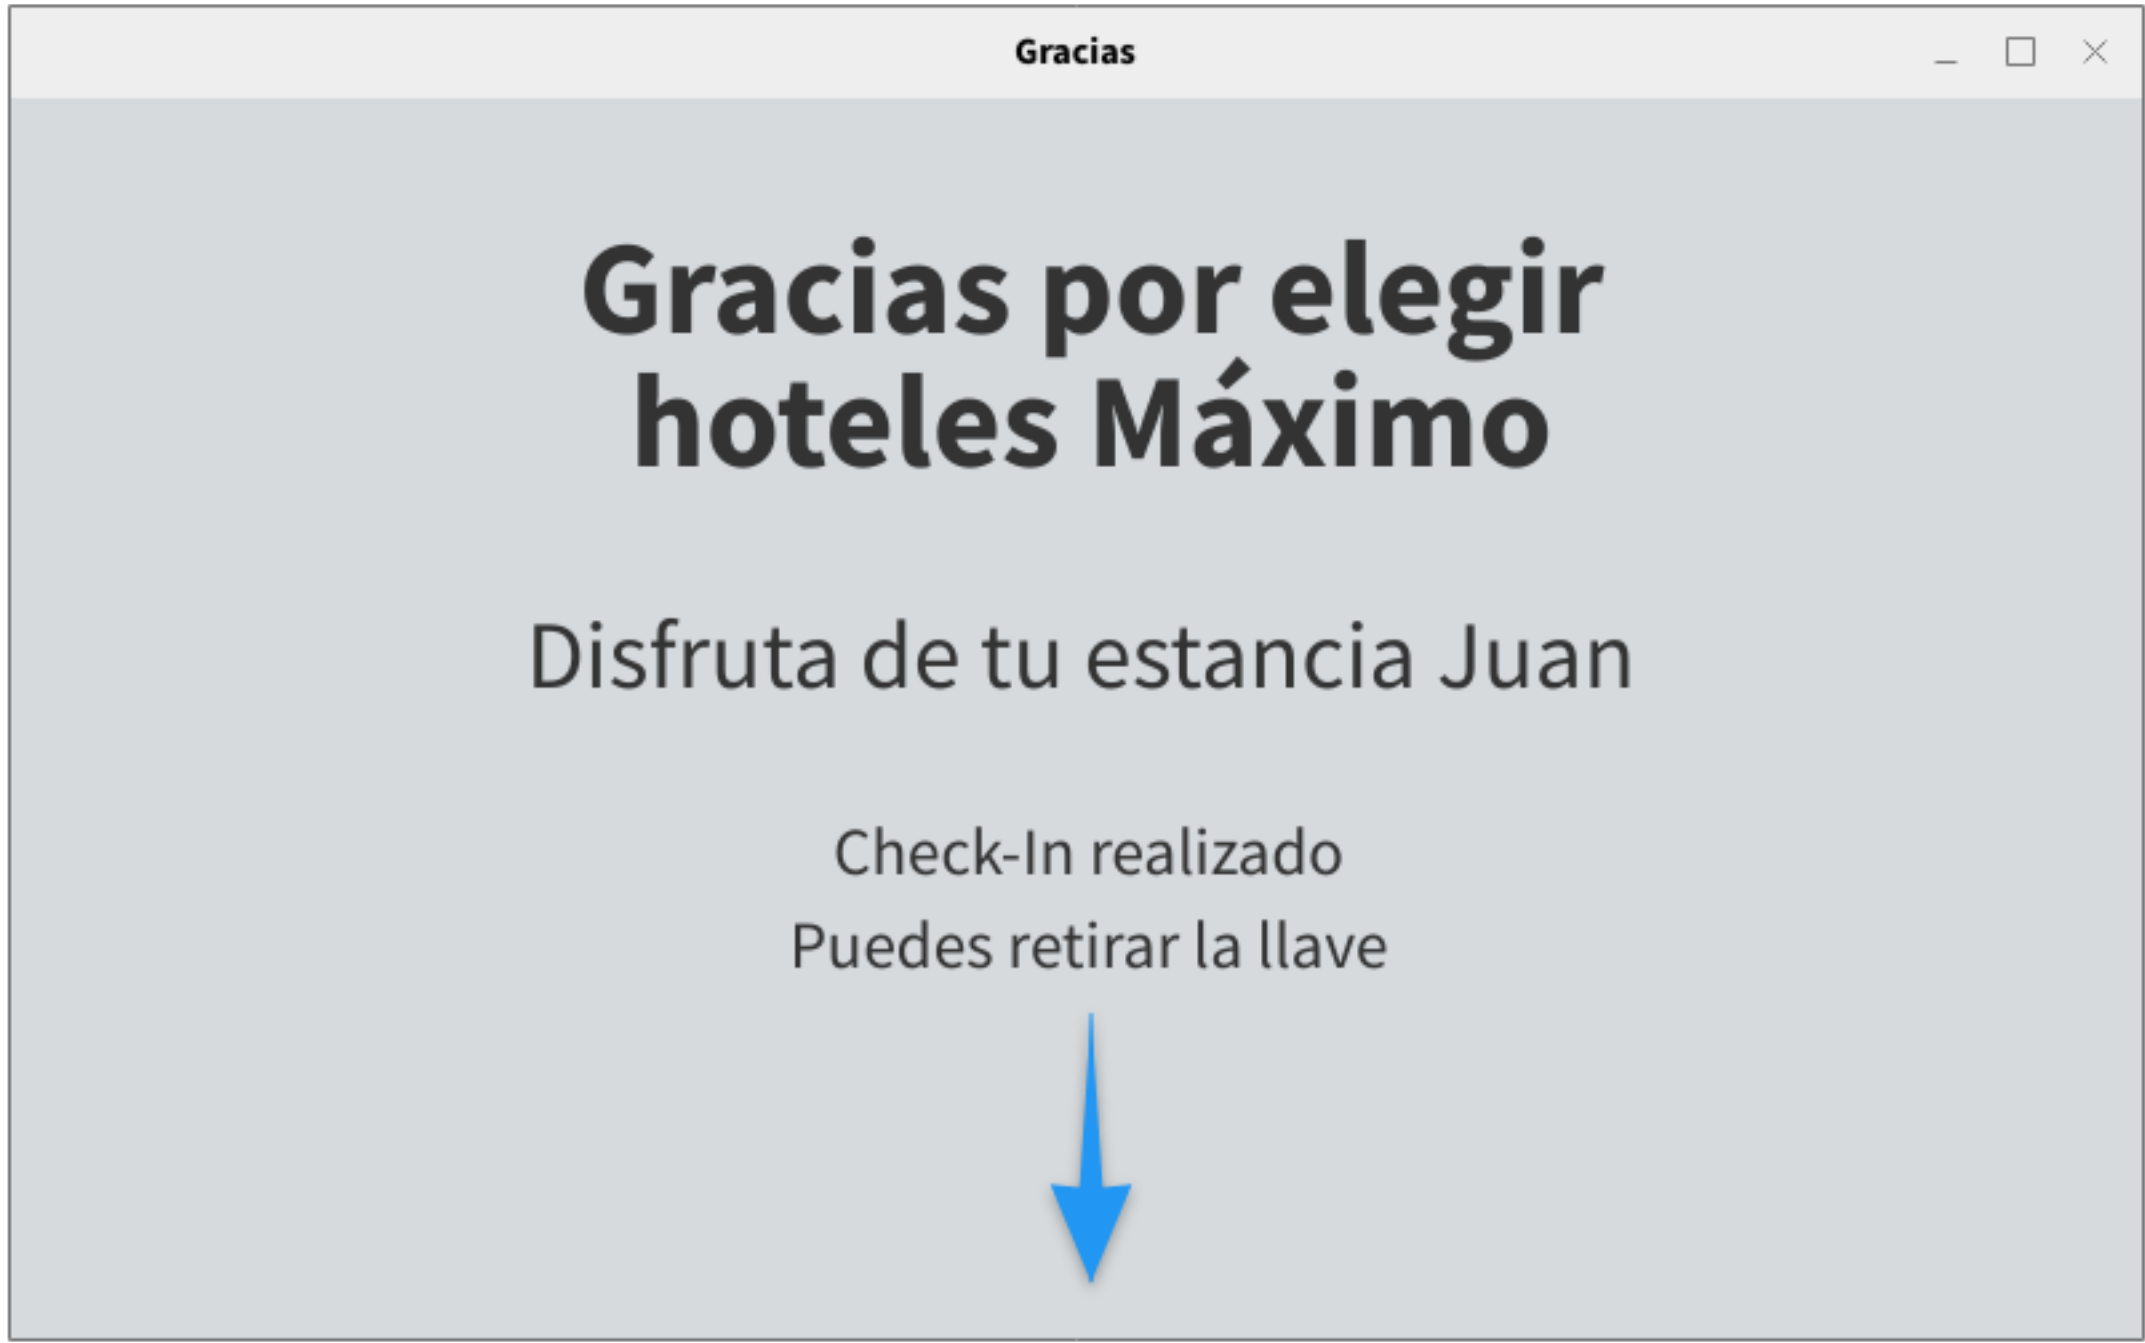 Gracias
Gracias por elegir
hoteles Máximo
Disfruta de tu estancia Juan
Check-In realizado
Puedes retirar la llave